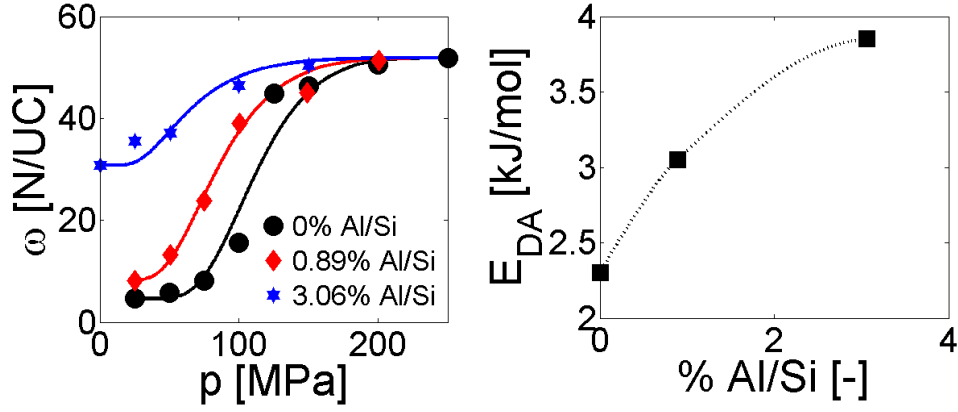 60
40
20
0
ω [N/UC]
0% Al/Si
0.89% Al/Si
3.06% Al/Si
0 100 200
p [MPa]
4
3.5
3
2.5
2
E_DA [kJ/mol]
0 2 4
% Al/Si [-]